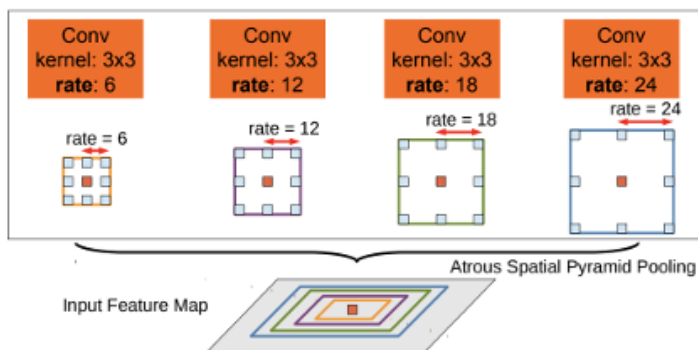 Conv
kernel: 3x3
rate: 6
Conv
kernel: 3x3
rate: 12
Conv
kernel: 3x3
rate: 18
Conv
kernel: 3x3
rate: 24
rate = 6
rate = 12
rate = 18
rate = 24
Atrous Spatial Pyramid Pooling
Input Feature Map